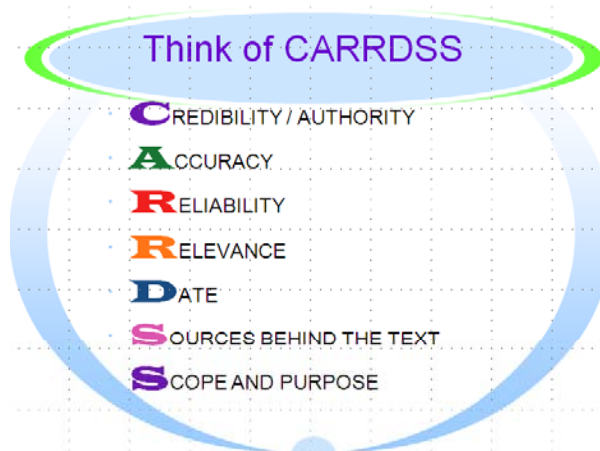 Think of CARRDSS
CREDIBILITY / AUTHORITY
ACCURACY
RELIABILITY
RELEVANCE
DATE
SOURCES BEHIND THE TEXT
SCOPE AND PURPOSE